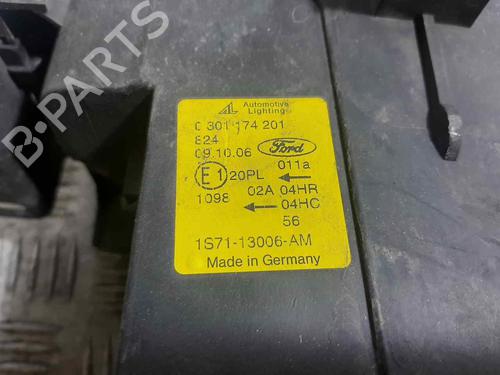 Automotive
Lighting
0 301 174 201
824
09.10.06
Ford
011a
E1 20PL
1098 02A 04HR
04HC
56
1S71-13006-AM
Made in Germany
B-PARTS